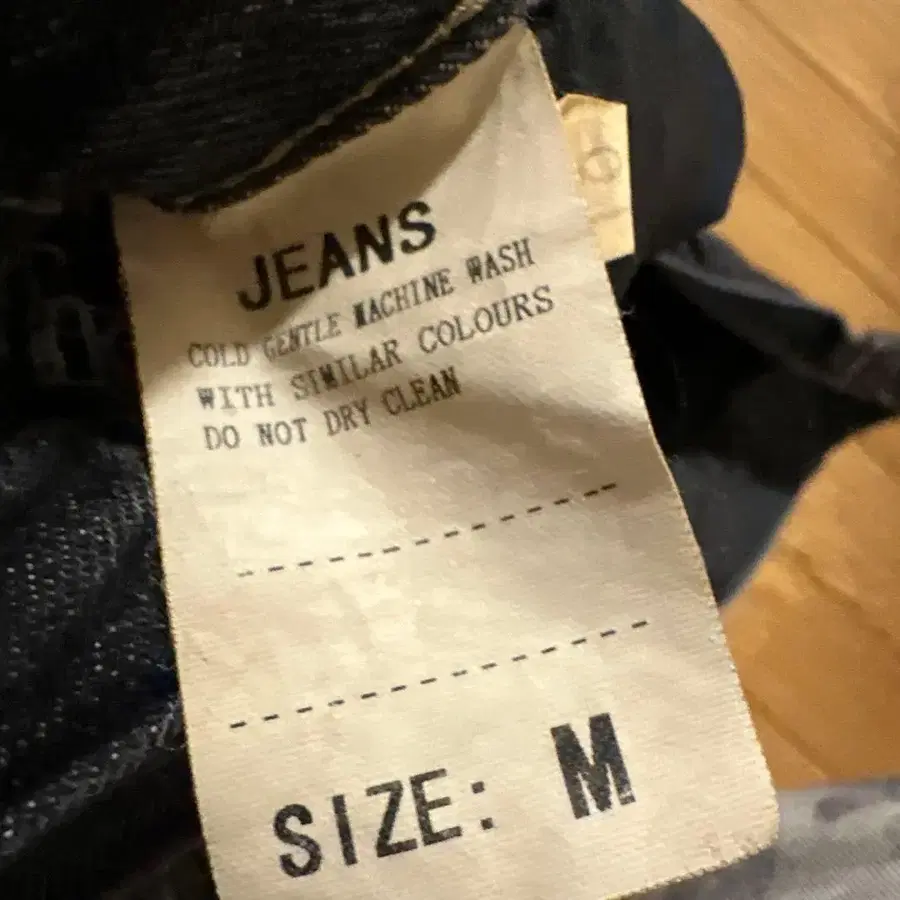 JEANS
COLD GENTLE MACHINE WASH
WITH SIMILAR COLOURS
DO NOT DRY CLEAN
SIZE: M